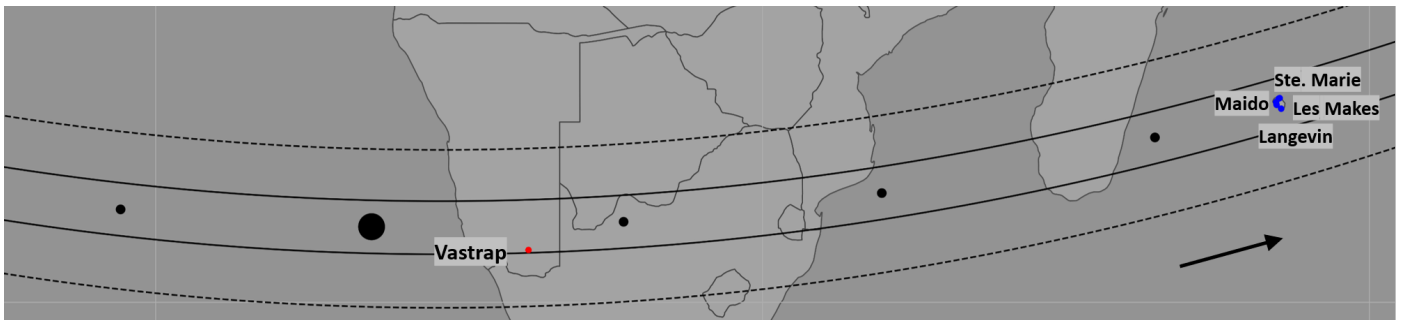 Ste. Marie
Maido
Les Makes
Langevin
Vastrap